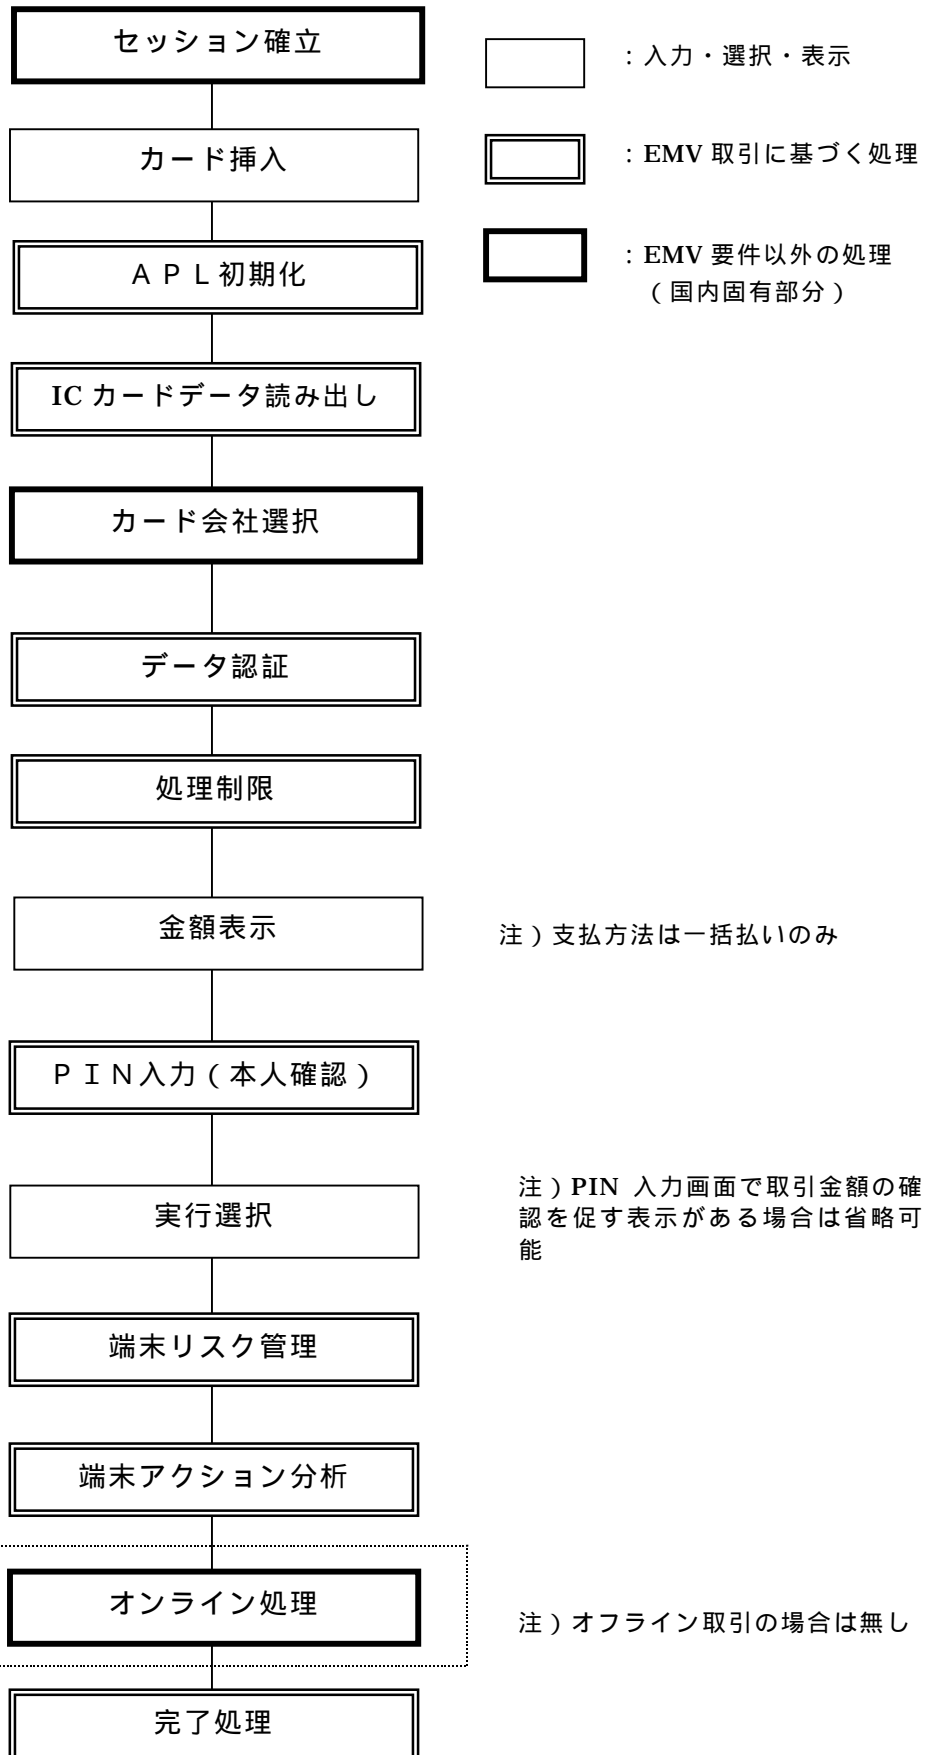 セッション確立
：入力・選択・表示
カード挿入
：EMV 取引に基づく処理
ＡＰＬ初期化
：EMV 要件以外の処理
（国内固有部分）
IC カードデータ読み出し
カード会社選択
データ認証
処理制限
金額表示
注）支払方法は一括払いのみ
ＰＩＮ入力（本人確認）
実行選択
注）PIN 入力画面で取引金額の確
認を促す表示がある場合は省略可
能
端末リスク管理
端末アクション分析
オンライン処理
注）オフライン取引の場合は無し
完了処理